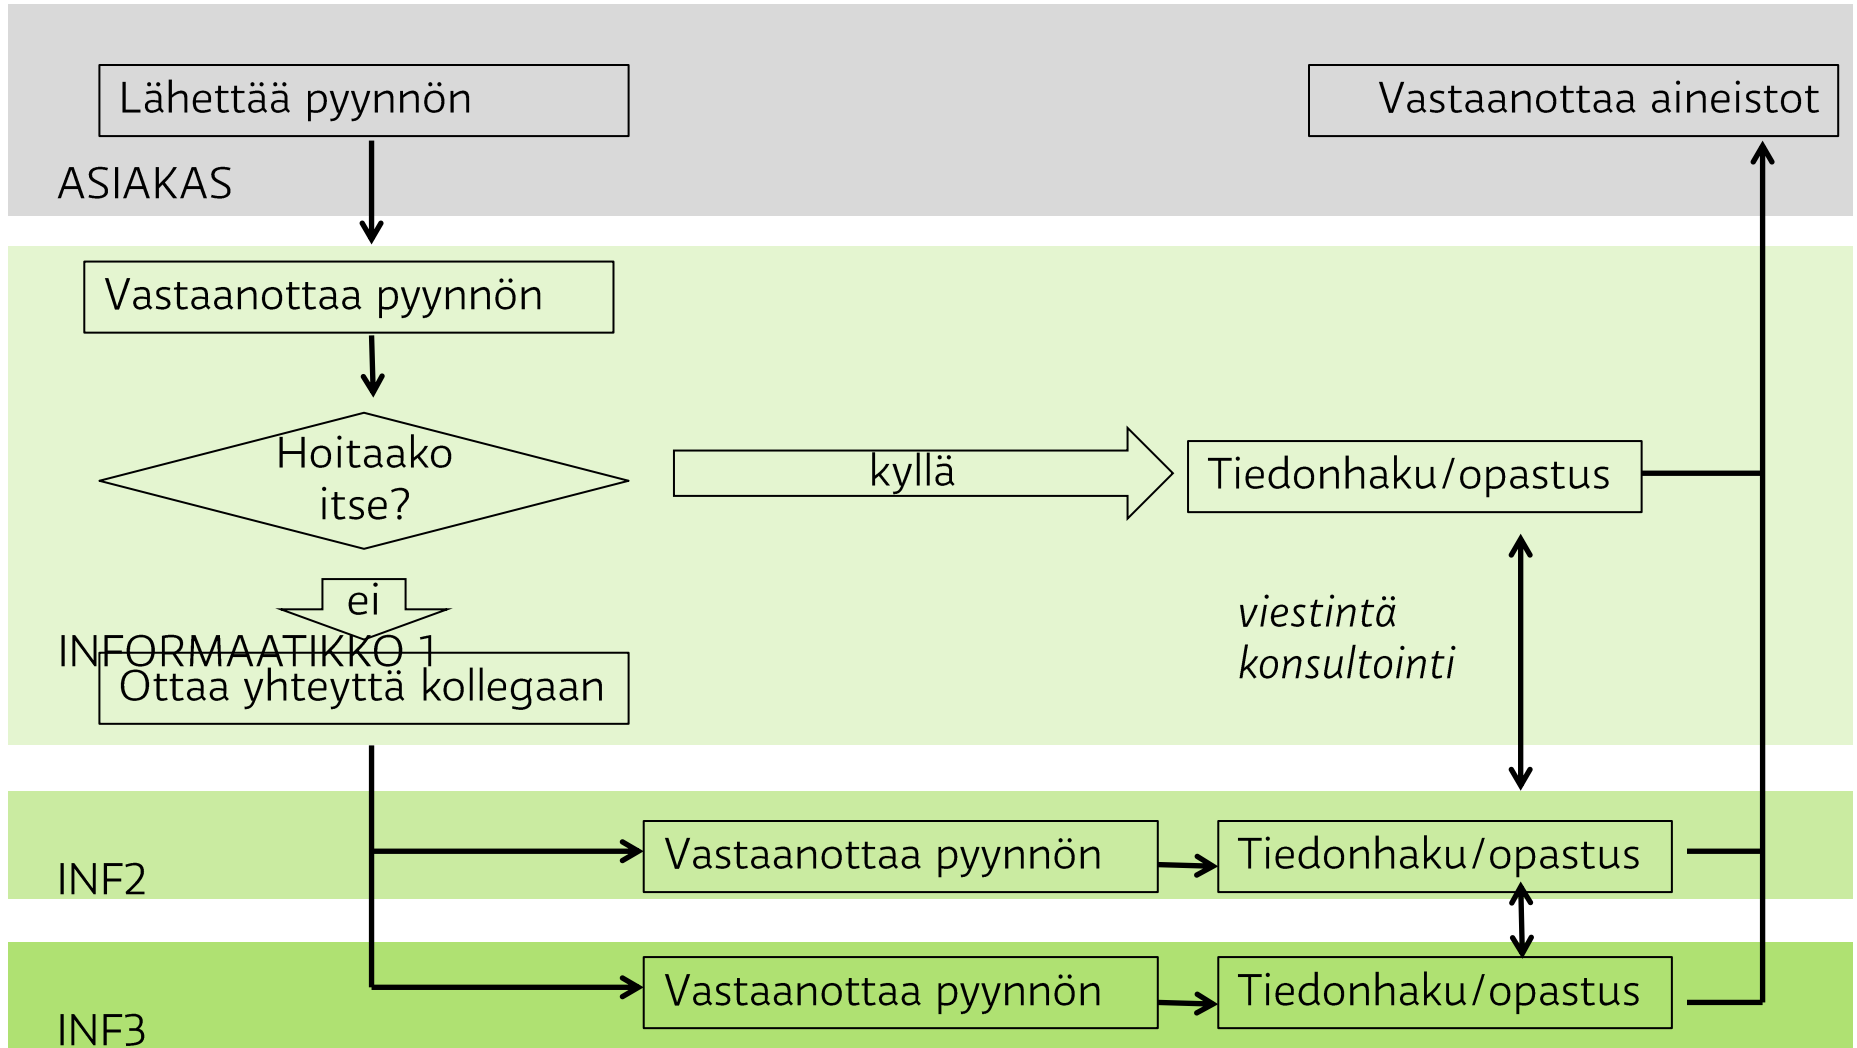 Lähettää pyynnön
Vastaanottaa aineistot
ASIAKAS
Vastaanottaa pyynnön
Hoitaako
itse?
kyllä
Tiedonhaku/opastus
ei
viestintä
konsultointi
INFORMAATIKKO 1
Ottaa yhteyttä kollegaan
Vastaanottaa pyynnön
Tiedonhaku/opastus
INF2
Vastaanottaa pyynnön
Tiedonhaku/opastus
INF3